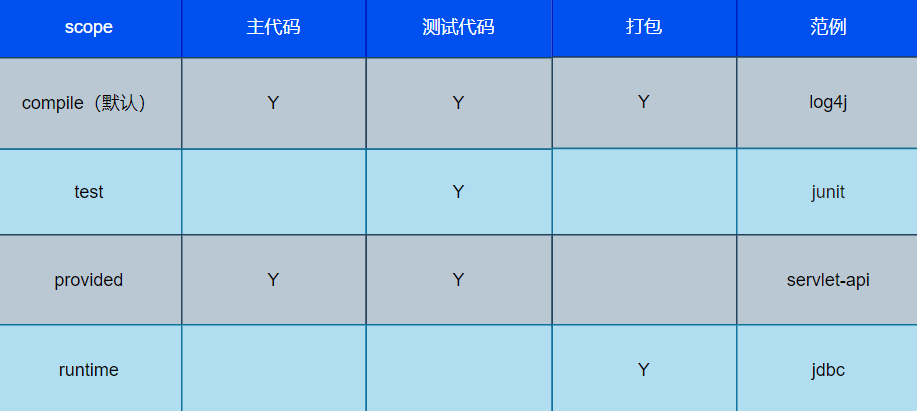 scope 主代码 测试代码 打包 范例
compile（默认） Y Y Y log4j
test Y junit
provided Y Y servlet-api
runtime Y jdbc